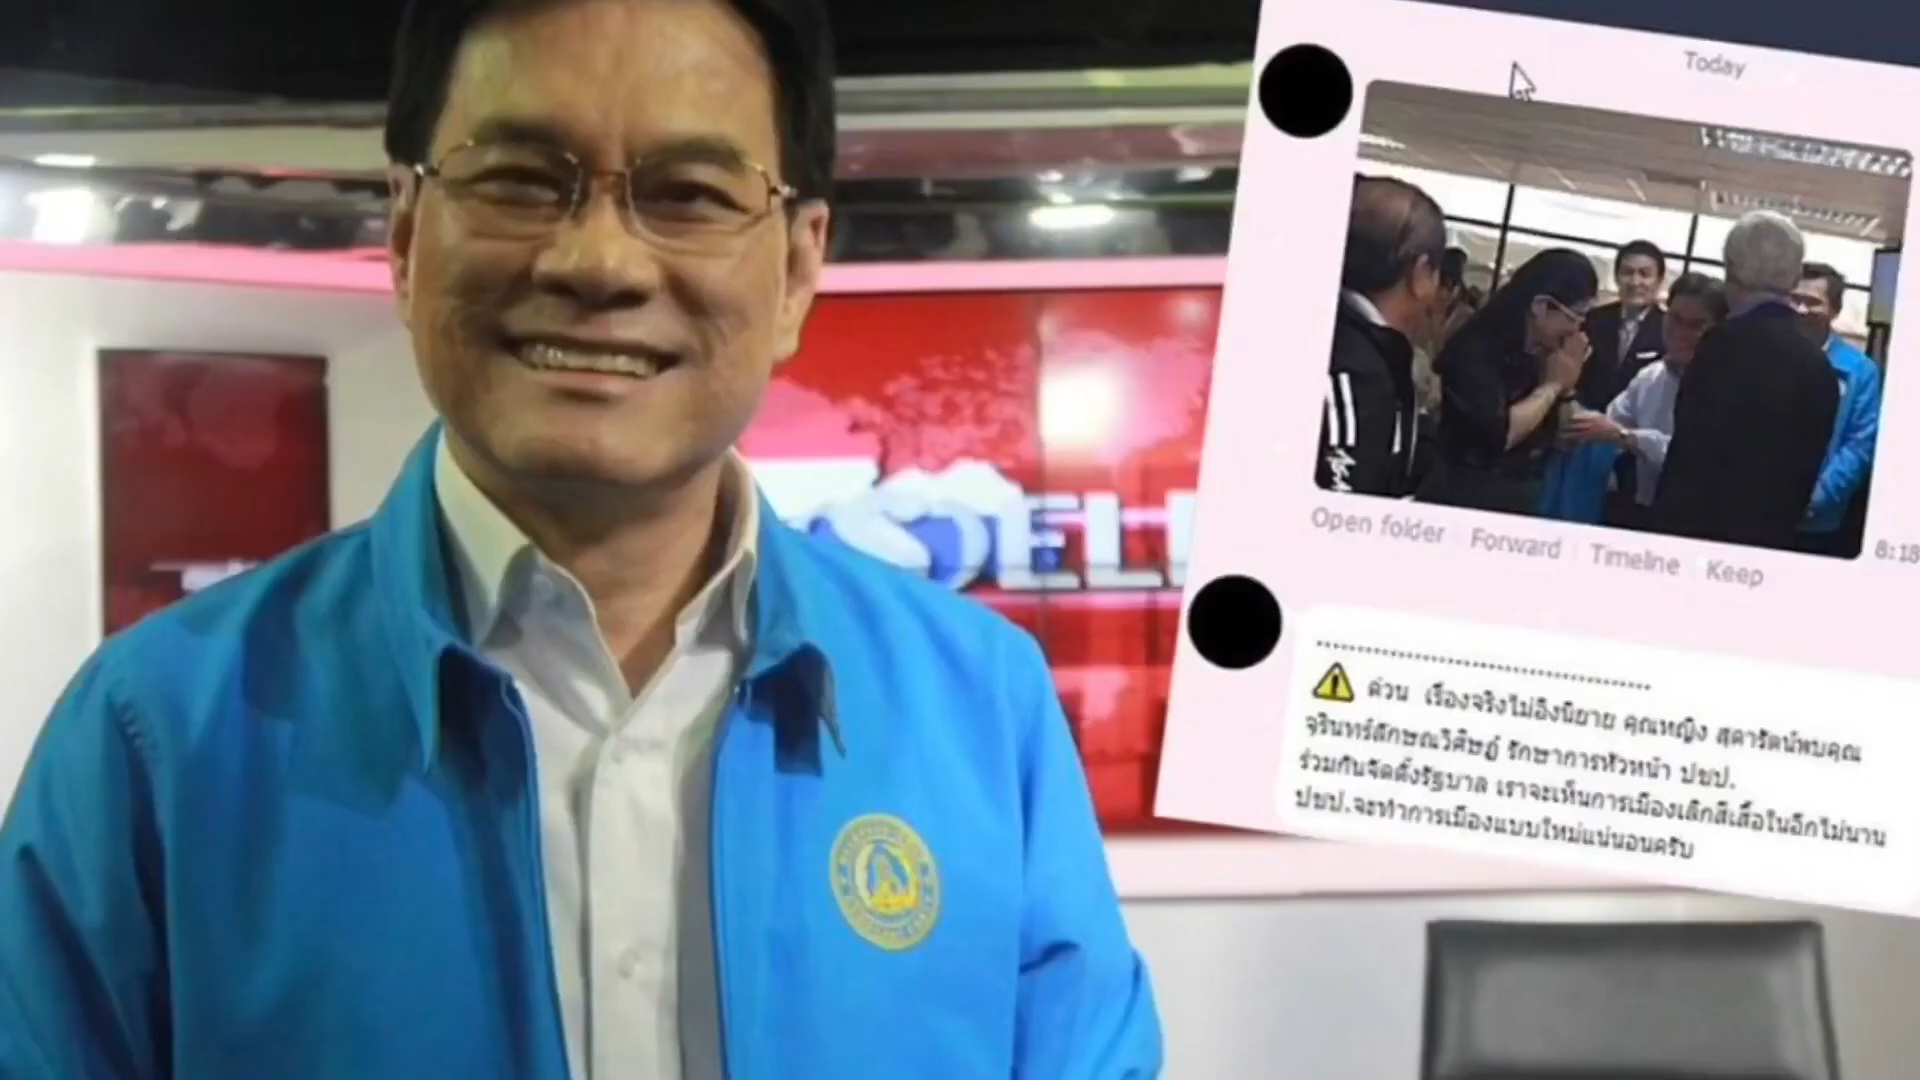 Today
Open folder Forward Timeline Keep
8:18
ด่วน เรื่องจริงไม่อิงนิยาย คุณหญิง สุดารัตน์พบคุณ
จุรินทร์ลักษณวิศิษฏ์ รักษาการหัวหน้า ปชป.
ร่วมกันจัดตั้งรัฐบาล เราจะเห็นการเมืองเลิกสีเสื้อในอีกไม่นาน
ปชป.จะทำการเมืองแบบใหม่แน่นอนครับ